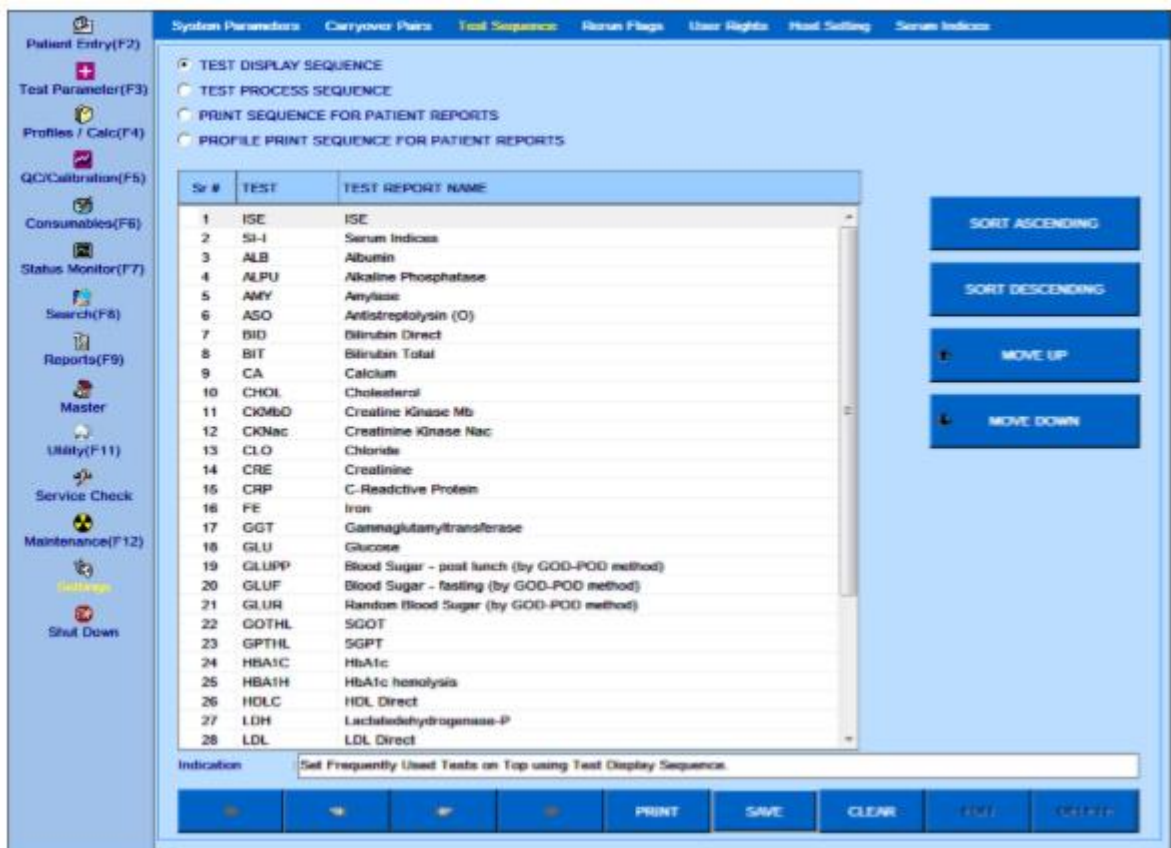 System Parameters Carryover Pairs Test Sequence Rerun Flags User Rights Host Setting Serum Indices
Patient Entry(F2)
Test Parameter(F3)
Profiles / Calc(F4)
QC/Calibration(F5)
Consumables(F6)
Status Monitor(F7)
Search(F8)
Reports(F9)
Master
Utility(F11)
Service Check
Maintenance(F12)
Settings
Shut Down
TEST DISPLAY SEQUENCE
TEST PROCESS SEQUENCE
PRINT SEQUENCE FOR PATIENT REPORTS
PROFILE PRINT SEQUENCE FOR PATIENT REPORTS
Sr # TEST TEST REPORT NAME
1 ISE ISE
2 SI-I Serum Indices
3 ALB Albumin
4 ALPU Alkaline Phosphatase
5 AMY Amylase
6 ASO Antistreptolysin (O)
7 BID Bilirubin Direct
8 BIT Bilirubin Total
9 CA Calcium
10 CHOL Cholesterol
11 CKMbD Creatine Kinase Mb
12 CKNac Creatinine Kinase Nac
13 CLO Chloride
14 CRE Creatinine
15 CRP C-Readctive Protein
16 FE Iron
17 GGT Gammaglutamyltransferase
18 GLU Glucose
19 GLUPP Blood Sugar - post lunch (by GOD-POD method)
20 GLUF Blood Sugar - fasting (by GOD-POD method)
21 GLUR Random Blood Sugar (by GOD-POD method)
22 GOTHL SGOT
23 GPTHL SGPT
24 HBA1C HbA1c
25 HBA1H HbA1c hemolysis
26 HDLC HDL Direct
27 LDH Lactatedehydrogenase-P
28 LDL LDL Direct
SORT ASCENDING
SORT DESCENDING
MOVE UP
MOVE DOWN
Indication Set Frequently Used Tests on Top using Test Display Sequence.
PRINT SAVE CLEAR EDIT DELETE